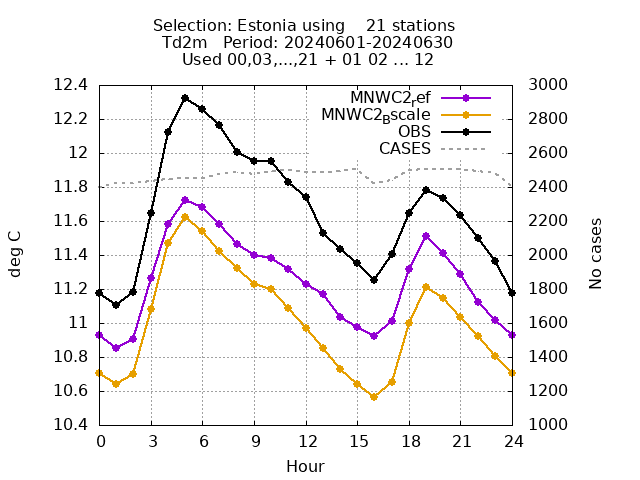 Selection: Estonia using    21 stations
Td2m   Period: 20240601-20240630
Used 00,03,...,21 + 01 02 ... 12
12.4
12.2
12
11.8
11.6
11.4
11.2
11
10.8
10.6
10.4
deg C
MNWC2ref
MNWC2Bscale
OBS
CASES
3000
2800
2600
2400
2200
2000
1800
1600
1400
1200
1000
No cases
0 3 6 9 12 15 18 21 24
Hour